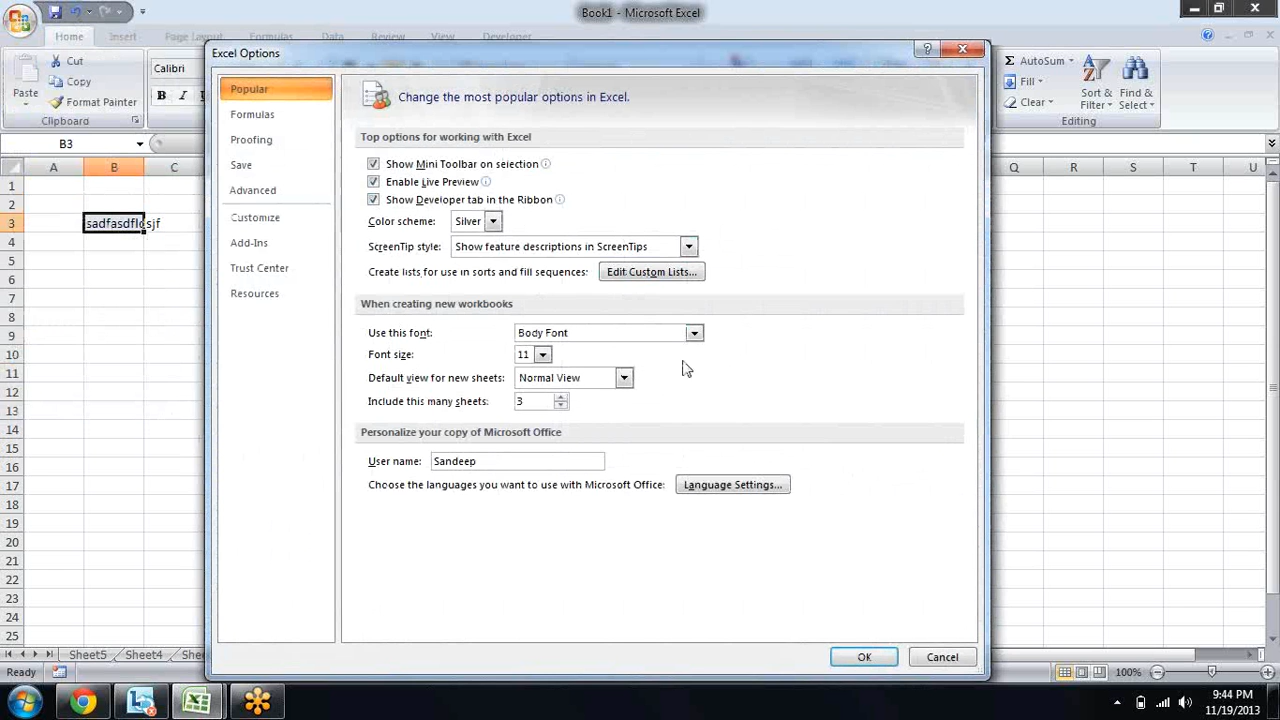 Book1 - Microsoft Excel
Home Insert Page Layout Formulas Data Review View Developer
Paste
Cut
Copy
Format Painter
Clipboard
Calibri
B I
AutoSum
Fill
Clear
Sort & Filter
Find & Select
Editing
B3
A B C Q R S T U
1
2
3
4
5
6
7
8
9
10
11
12
13
14
15
16
17
18
19
20
21
22
23
24
25
Excel Options
Popular
Formulas
Proofing
Save
Advanced
Customize
Add-Ins
Trust Center
Resources
Change the most popular options in Excel.
Top options for working with Excel
Show Mini Toolbar on selection
Enable Live Preview
Show Developer tab in the Ribbon
Color scheme: Silver
ScreenTip style: Show feature descriptions in ScreenTips
Create lists for use in sorts and fill sequences: Edit Custom Lists...
When creating new workbooks
Use this font: Body Font
Font size: 11
Default view for new sheets: Normal View
Include this many sheets: 3
Personalize your copy of Microsoft Office
User name: Sandeep
Choose the languages you want to use with Microsoft Office: Language Settings...
OK Cancel
Sheet5 Sheet4
Ready
100%
9:44 PM
11/19/2013